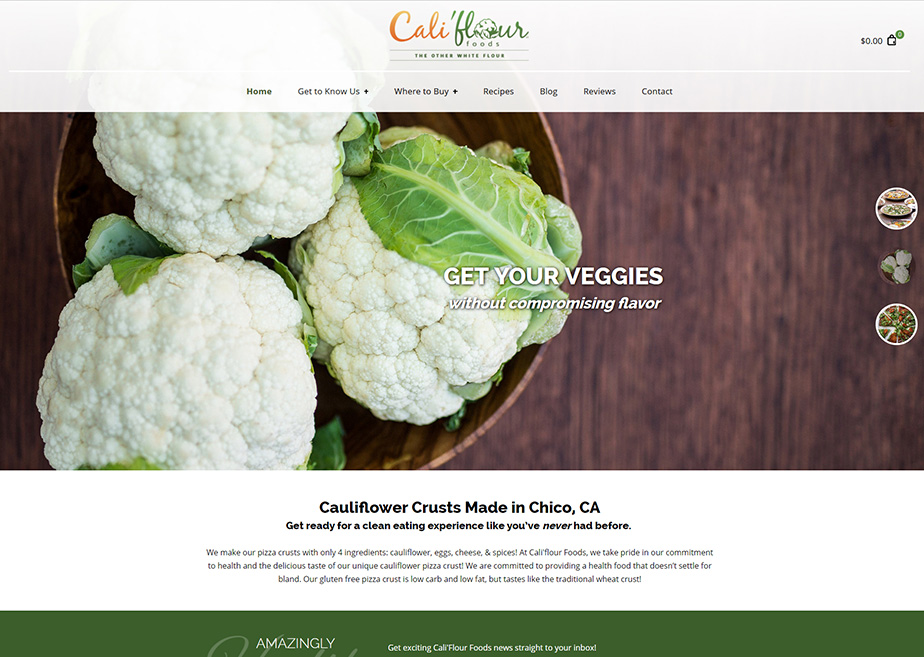 Cali'flour
foods
THE OTHER WHITE FLOUR
$0.00 0
Home Get to Know Us + Where to Buy + Recipes Blog Reviews Contact
GET YOUR VEGGIES
without compromising flavor
Cauliflower Crusts Made in Chico, CA
Get ready for a clean eating experience like you've never had before.
We make our pizza crusts with only 4 ingredients: cauliflower, eggs, cheese, & spices! At Cali'flour Foods, we take pride in our commitment
to health and the delicious taste of our unique cauliflower pizza crust! We are committed to providing a health food that doesn't settle for
bland. Our gluten free pizza crust is low carb and low fat, but tastes like the traditional wheat crust!
AMAZINGLY
Get exciting Cali'Flour Foods news straight to your inbox!